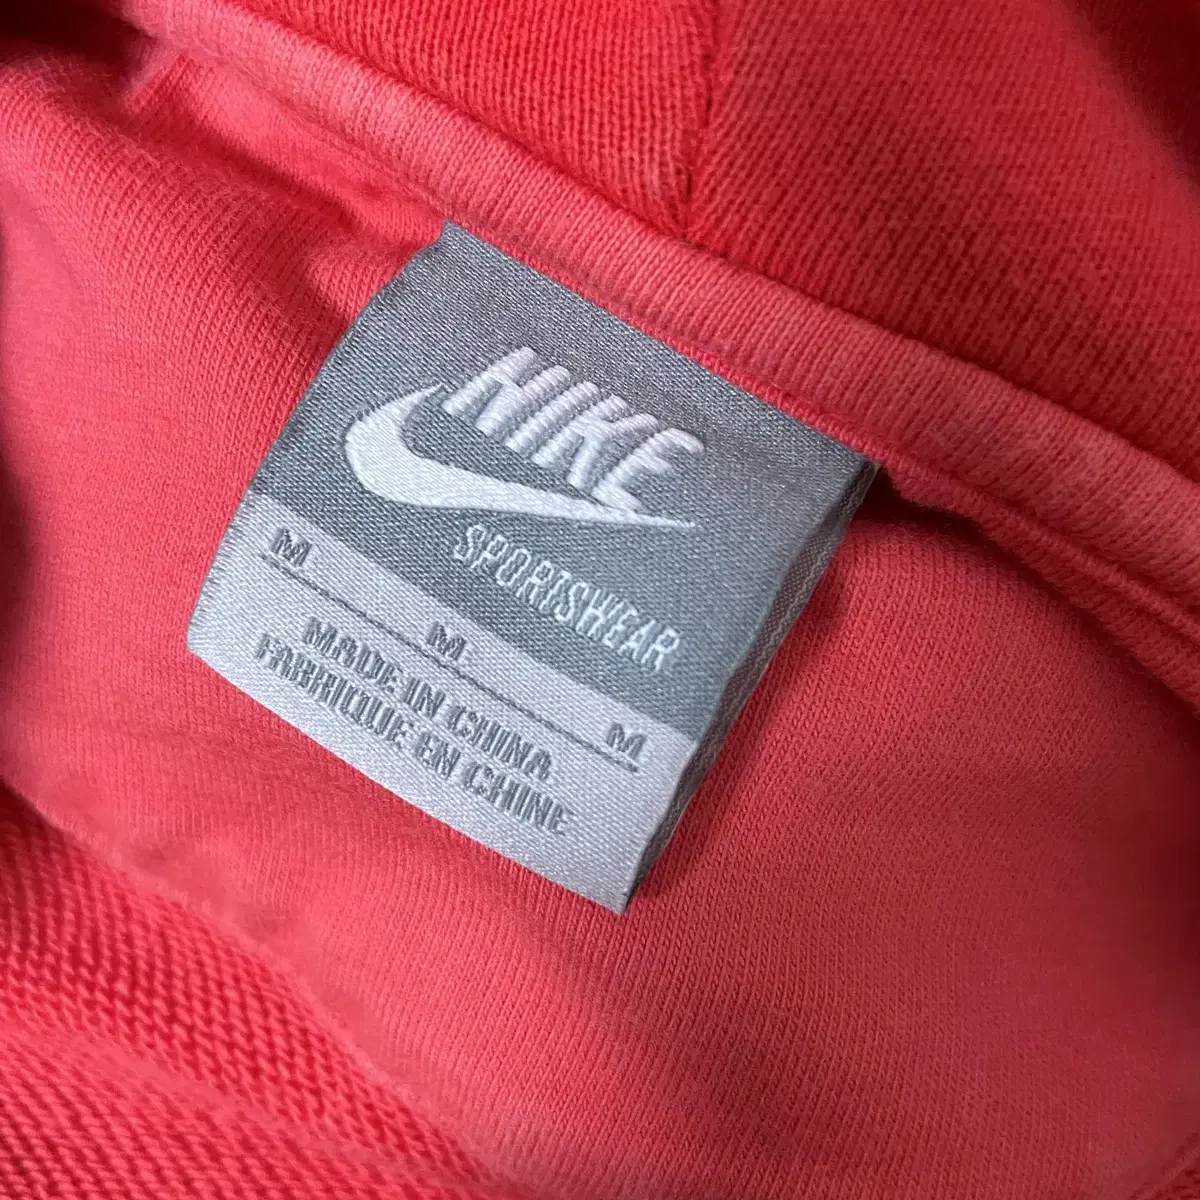 NIKE
SPORTSWEAR
M M M
MADE IN CHINA
FABRIQUE EN CHINE